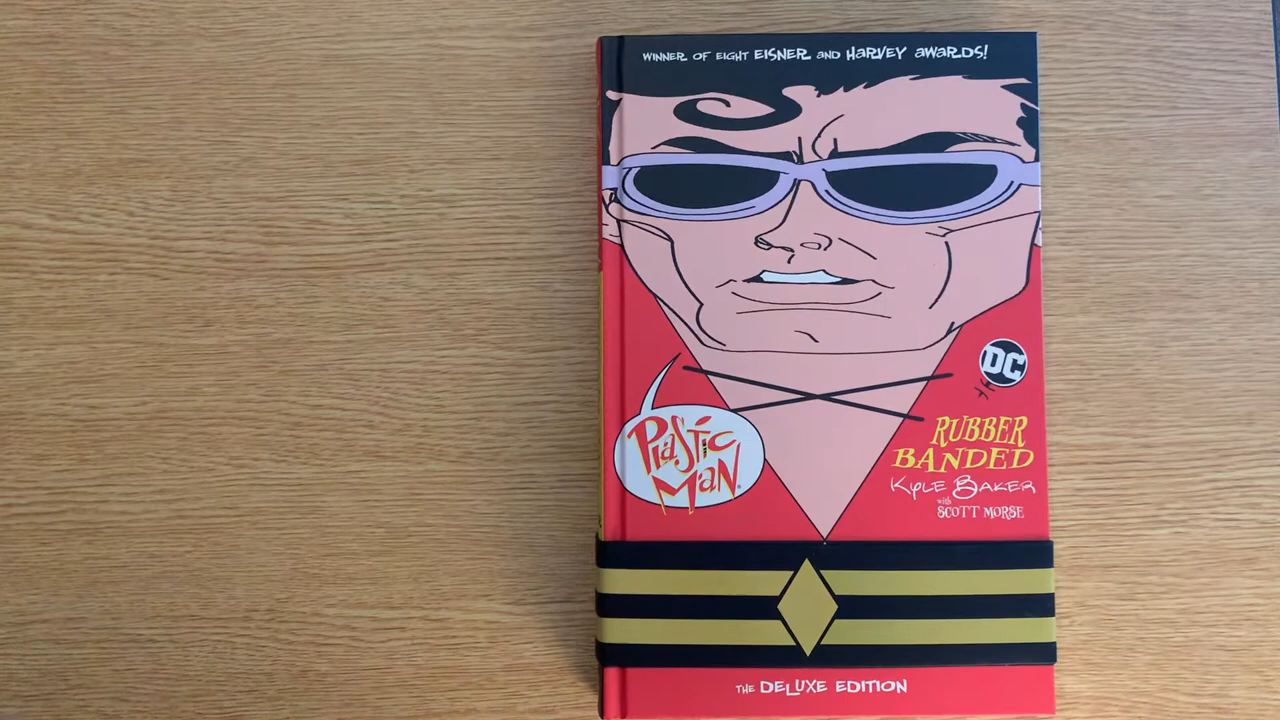 WINNER OF EIGHT EISNER AND HARVEY AWARDS!
DC
PLASTIC
MAN.
RUBBER
BANDED
KYLE BAKER
with
SCOTT MORSE
THE DELUXE EDITION